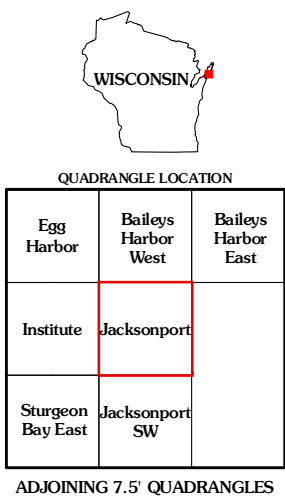 WISCONSIN
QUADRANGLE LOCATION
Egg
Harbor
Baileys
Harbor
West
Baileys
Harbor
East
Institute
Jacksonport
Sturgeon
Bay East
Jacksonport
SW
ADJOINING 7.5' QUADRANGLES